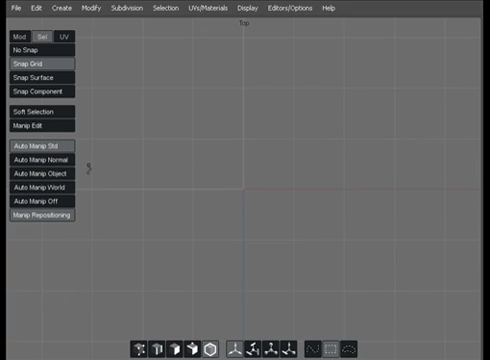 File Edit Create Modify Subdivision Selection UVs/Materials Display Editors/Options Help
Top
Mod Sel UV
No Snap
Snap Grid
Snap Surface
Snap Component
Soft Selection
Manip Edit
Auto Manip Std
Auto Manip Normal
Auto Manip Object
Auto Manip World
Auto Manip Off
Manip Repositioning